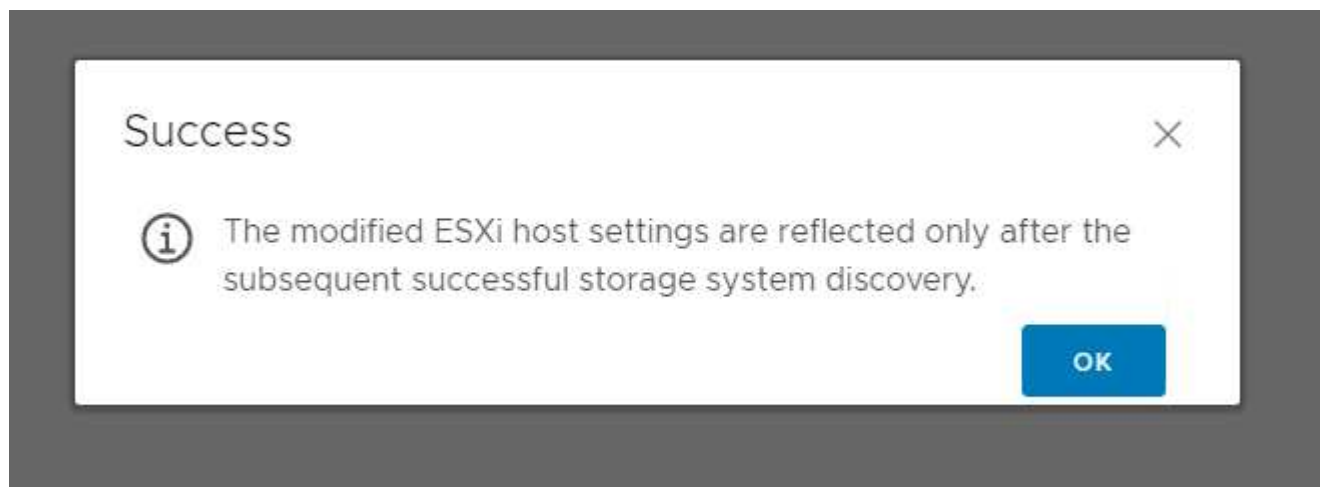 Success
The modified ESXi host settings are reflected only after the
subsequent successful storage system discovery.
OK